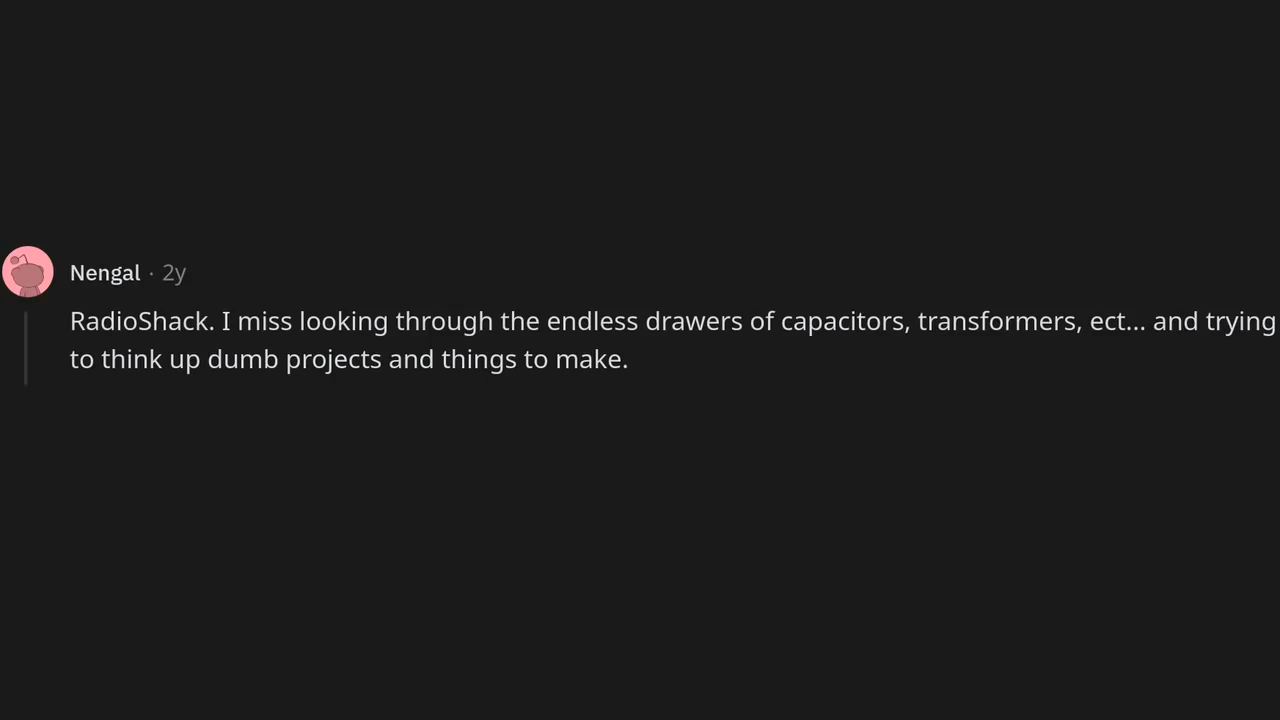 Nengal · 2y
RadioShack. I miss looking through the endless drawers of capacitors, transformers, ect... and trying
to think up dumb projects and things to make.